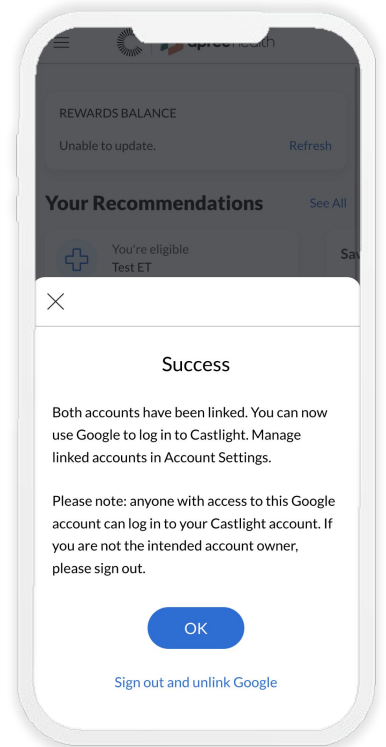 apree health
REWARDS BALANCE
Unable to update.
Refresh
Your Recommendations
See All
You're eligible
Test ET
Success
Both accounts have been linked. You can now
use Google to log in to Castlight. Manage
linked accounts in Account Settings.
Please note: anyone with access to this Google
account can log in to your Castlight account. If
you are not the intended account owner,
please sign out.
OK
Sign out and unlink Google